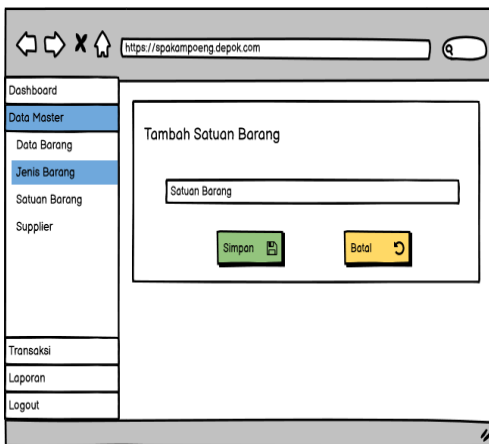 https://spakampoeng.depok.com
Dashboard
Data Master
Data Barang
Jenis Barang
Satuan Barang
Supplier
Transaksi
Laporan
Logout
Tambah Satuan Barang
Satuan Barang
Simpan
Batal